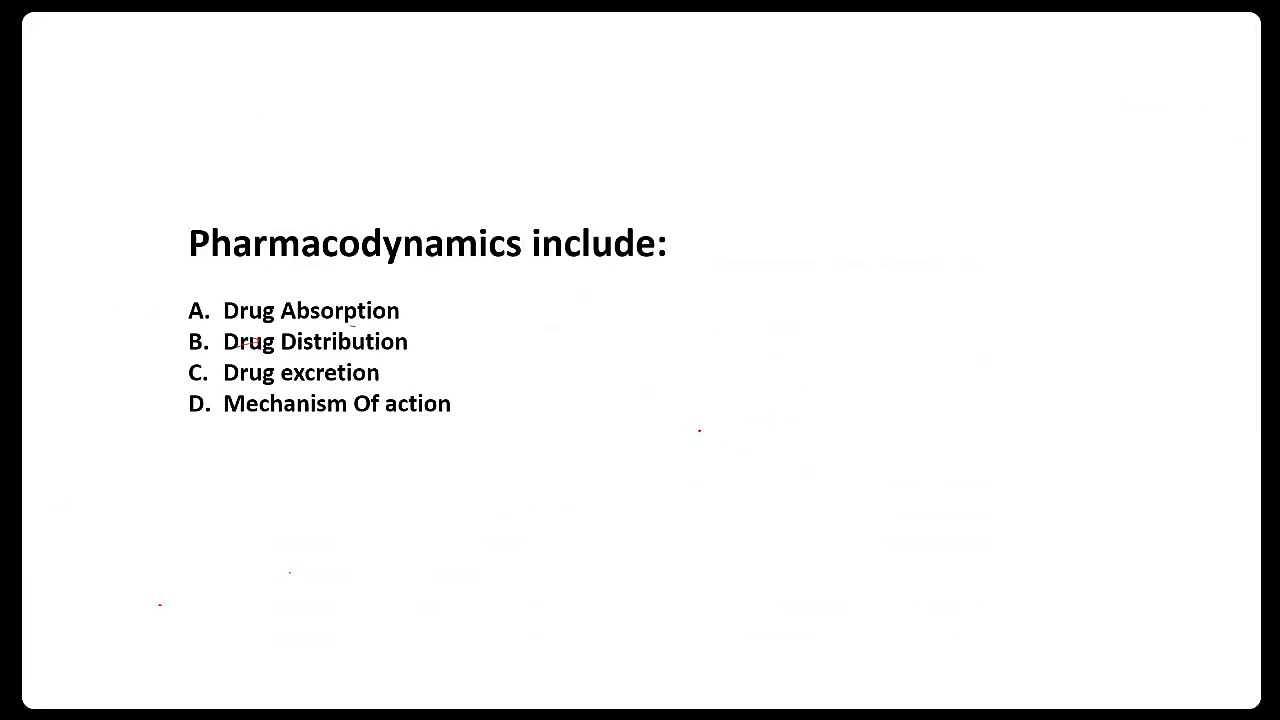 Pharmacodynamics include:
A. Drug Absorption
B. Drug Distribution
C. Drug excretion
D. Mechanism Of action